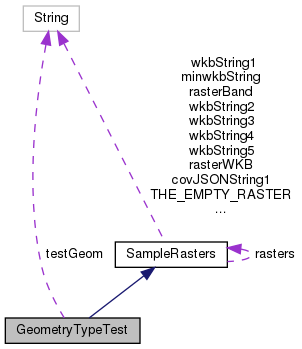 String
wkbString1
minwkbString
rasterBand
wkbString2
wkbString3
wkbString4
wkbString5
rasterWKB
covJSONString1
THE_EMPTY_RASTER
...
testGeom
SampleRasters
rasters
GeometryTypeTest